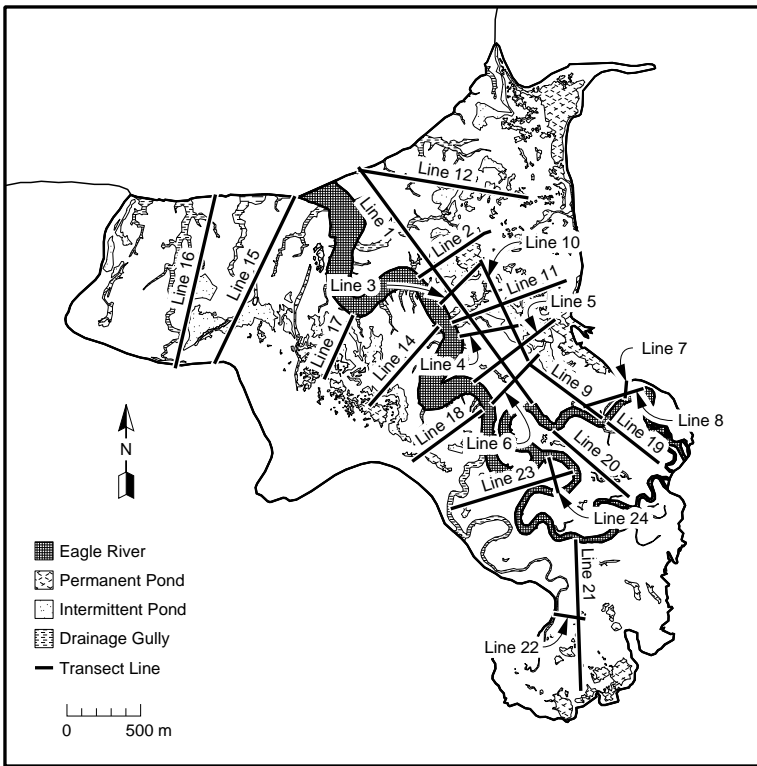 Line 12
Line 1
Line 2
Line 10
Line 3
Line 11
Line 16
Line 15
Line 5
Line 17
Line 14
Line 4
Line 7
Line 9
Line 8
Line 18
Line 6
Line 19
Line 20
Line 23
Line 24
N
Eagle River
Permanent Pond
Intermittent Pond
Drainage Gully
Transect Line
Line 21
Line 22
0 500 m